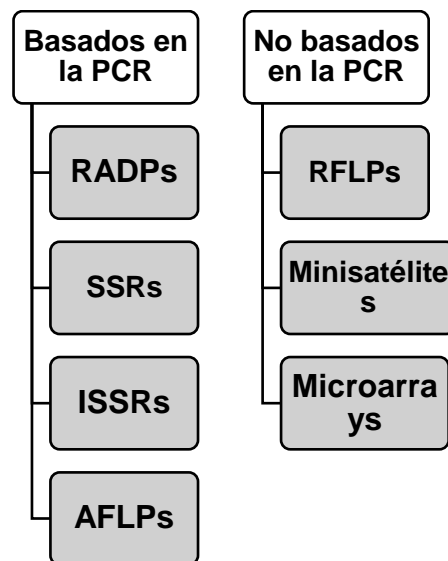 Basados en
la PCR
RADPs
SSRs
ISSRs
AFLPs
No basados
en la PCR
RFLPs
Minisatélite
s
Microarra
ys